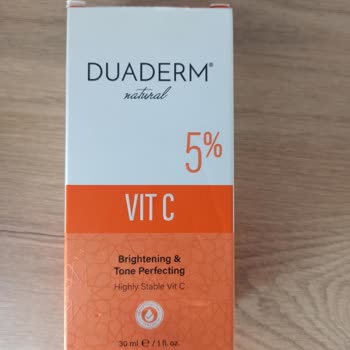 DUADERM®
natural
5%
VIT C
Brightening &
Tone Perfecting
Highly Stable Vit C
30 ml ℮ / 1 fl. oz.